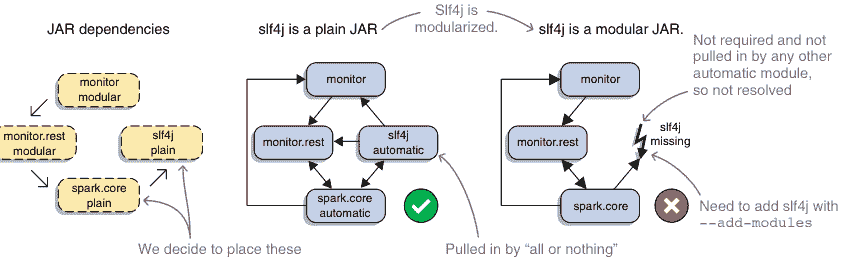 JAR dependencies
monitor
modular
monitor.rest
modular
slf4j
plain
spark.core
plain
We decide to place these
slf4j is a plain JAR
Slf4j is
modularized.
monitor
monitor.rest
slf4j
automatic
spark.core
automatic
Pulled in by “all or nothing”
slf4j is a modular JAR.
Not required and not
pulled in by any other
automatic module,
so not resolved
monitor
monitor.rest
slf4j
missing
spark.core
Need to add slf4j with
--add-modules